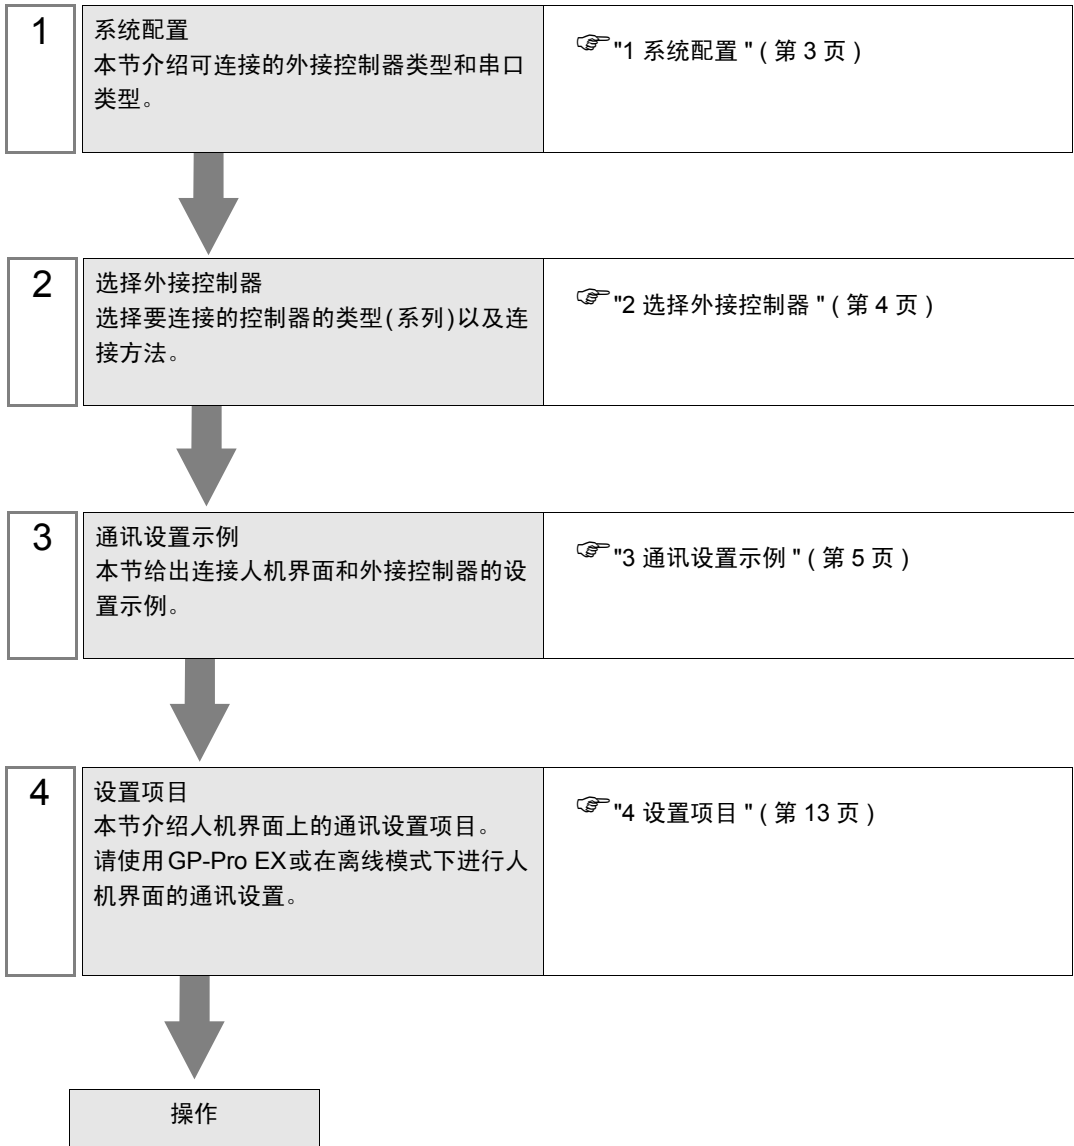 1
系统配置
本节介绍可连接的外接控制器类型和串口
类型。
"1 系统配置 " ( 第 3 页 )
2
选择外接控制器
选择要连接的控制器的类型(系列)以及连
接方法。
"2 选择外接控制器 " ( 第 4 页 )
3
通讯设置示例
本节给出连接人机界面和外接控制器的设
置示例。
"3 通讯设置示例 " ( 第 5 页 )
4
设置项目
本节介绍人机界面上的通讯设置项目。
请使用GP-Pro EX或在离线模式下进行人
机界面的通讯设置。
"4 设置项目 " ( 第 13 页 )
操作